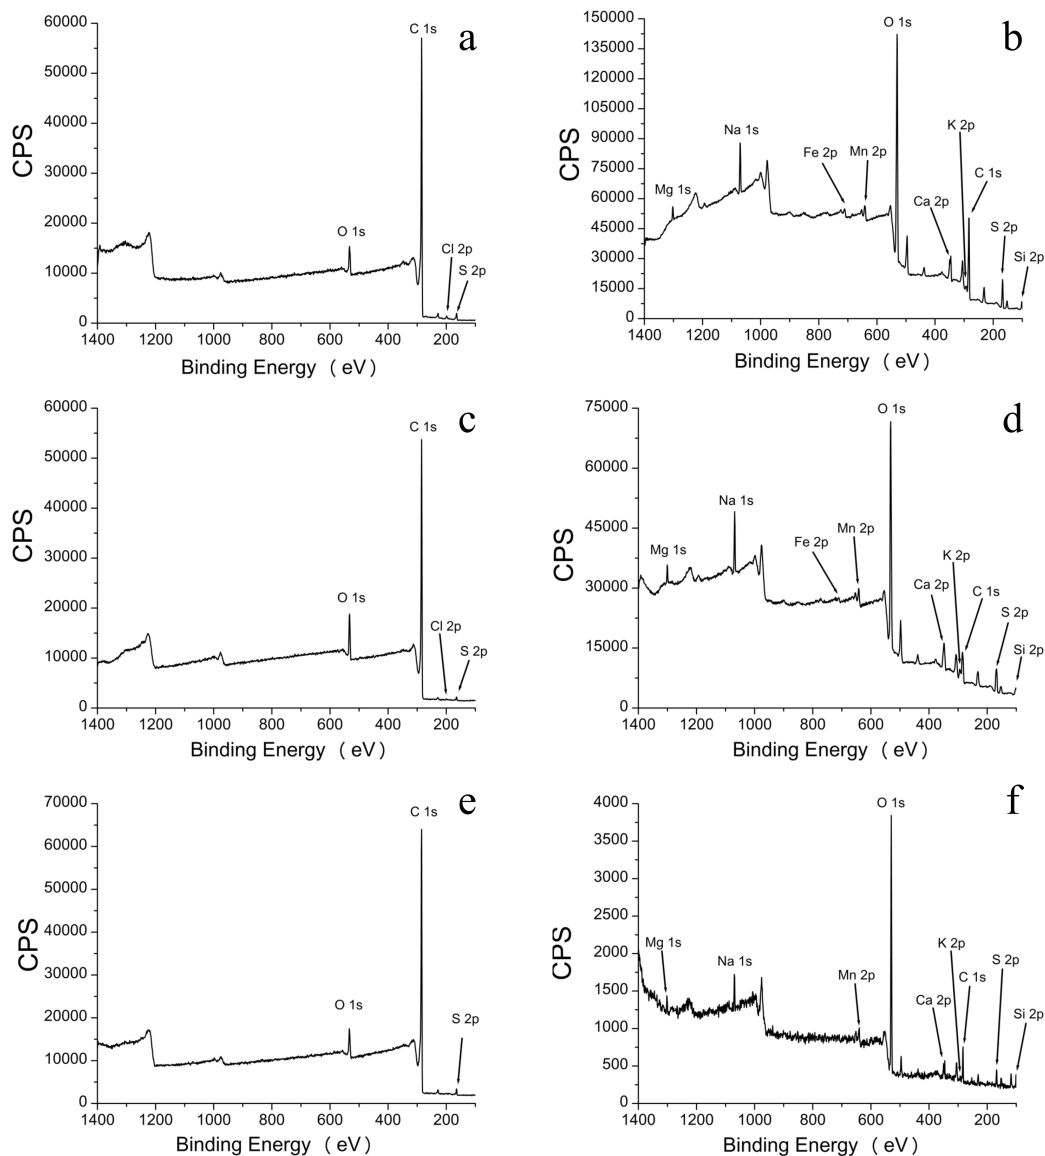 a
60000
50000
40000
30000
20000
10000
0
CPS
C 1s
O 1s
Cl 2p
S 2p
1400 1200 1000 800 600 400 200
Binding Energy ( eV )
b
150000
135000
120000
105000
90000
75000
60000
45000
30000
15000
0
CPS
O 1s
Na 1s
Mg 1s
Fe 2p
Mn 2p
K 2p
C 1s
Ca 2p
S 2p
Si 2p
1400 1200 1000 800 600 400 200
Binding Energy ( eV )
c
60000
50000
40000
30000
20000
10000
0
CPS
C 1s
O 1s
Cl 2p
S 2p
1400 1200 1000 800 600 400 200
Binding Energy ( eV )
d
75000
60000
45000
30000
15000
0
CPS
O 1s
Na 1s
Mg 1s
Fe 2p
Mn 2p
K 2p
Ca 2p
C 1s
S 2p
Si 2p
1400 1200 1000 800 600 400 200
Binding Energy ( eV )
e
70000
60000
50000
40000
30000
20000
10000
0
CPS
C 1s
O 1s
S 2p
1400 1200 1000 800 600 400 200
Binding Energy ( eV )
f
4000
3500
3000
2500
2000
1500
1000
500
0
CPS
O 1s
Mg 1s
Na 1s
Mn 2p
K 2p
Ca 2p
C 1s
S 2p
Si 2p
1400 1200 1000 800 600 400 200
Binding Energy ( eV )